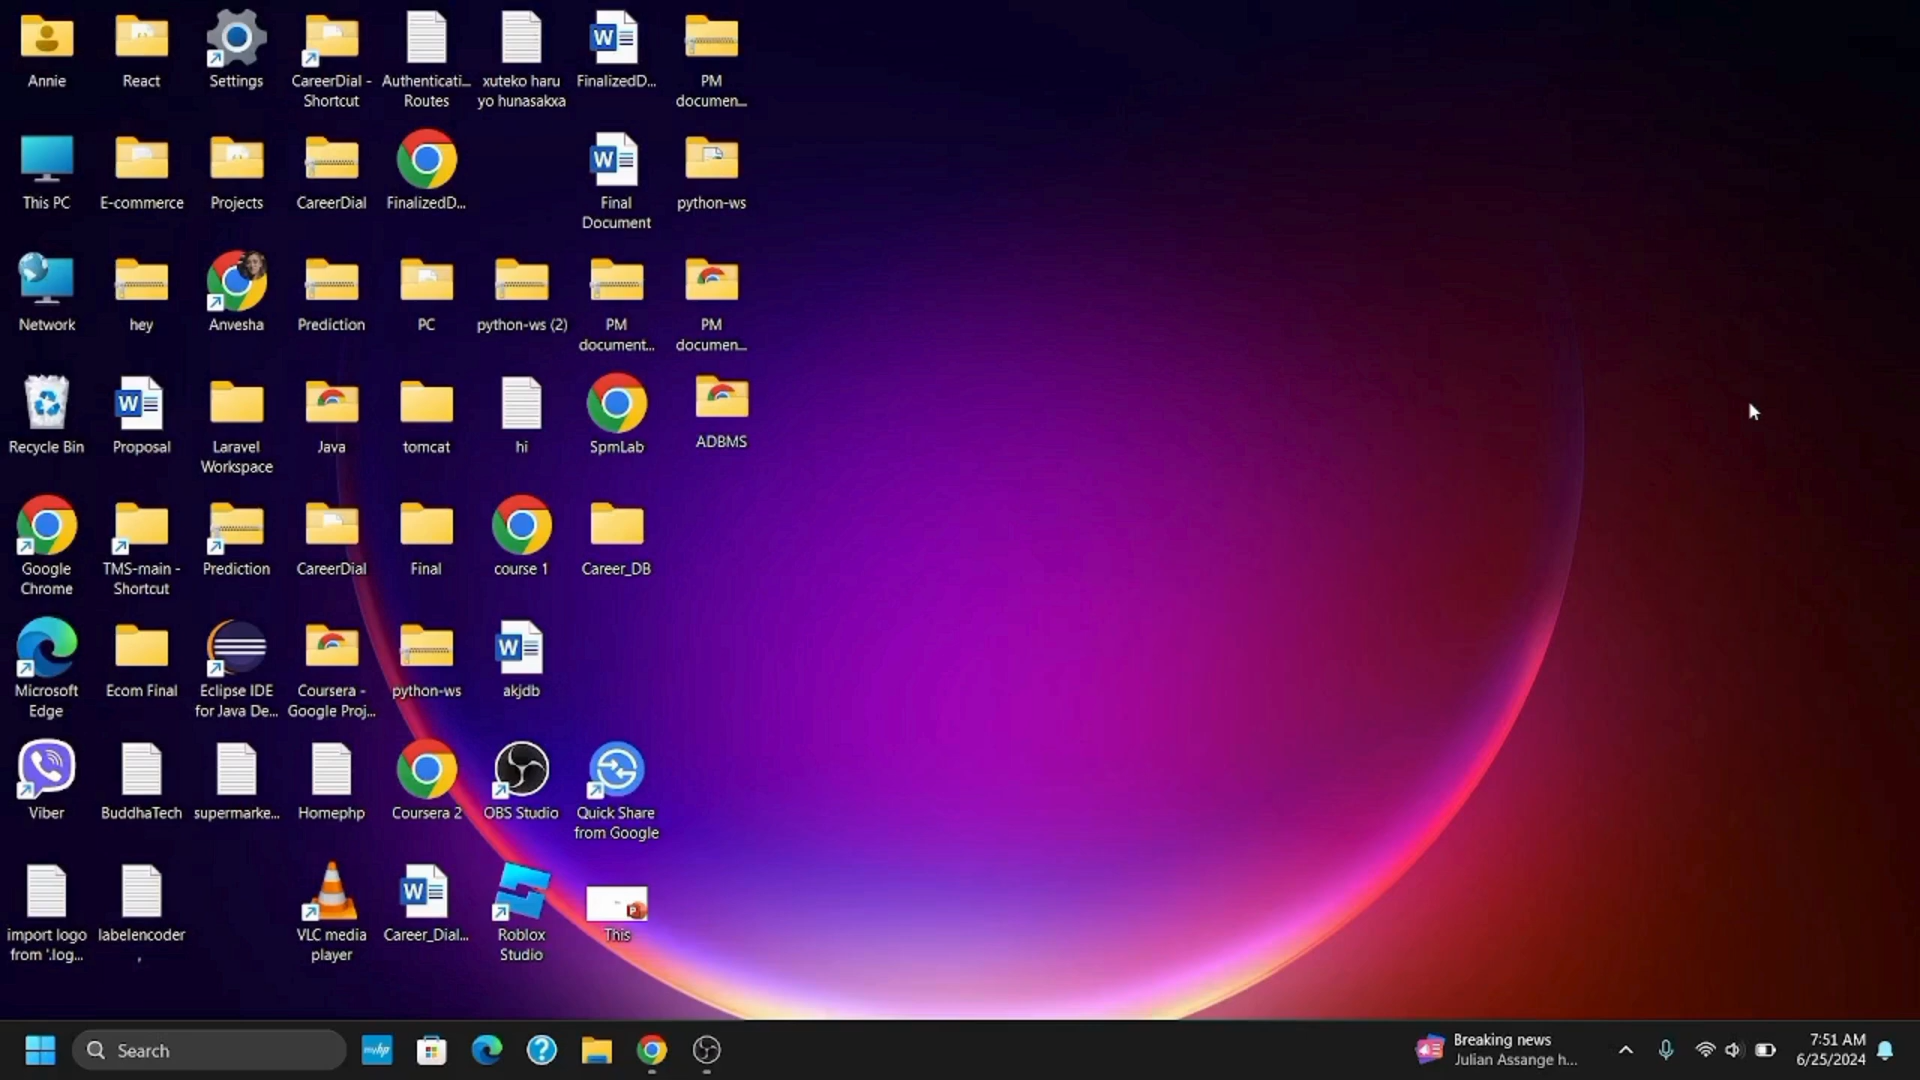 Annie
React
Settings
CareerDial -
Shortcut
Authenticati...
Routes
xuteko haru
yo hunasakxa
FinalizedD...
PM
documen...
This PC
E-commerce
Projects
CareerDial
FinalizedD...
Final
Document
python-ws
Network
hey
Anvesha
Prediction
PC
python-ws (2)
PM
document...
PM
documen...
Recycle Bin
Proposal
Laravel
Workspace
Java
tomcat
hi
SpmLab
ADBMS
Google
Chrome
TMS-main -
Shortcut
Prediction
CareerDial
Final
course 1
Career_DB
Microsoft
Edge
Ecom Final
Eclipse IDE
for Java De...
Coursera -
Google Proj...
python-ws
akjdb
Viber
BuddhaTech
supermarke...
Homephp
Coursera 2
OBS Studio
Quick Share
from Google
import logo
from '.log...
labelencoder
,
VLC media
player
Career_Dial...
Roblox
Studio
This
Search
myhp
Breaking news
Julian Assange h...
7:51 AM
6/25/2024